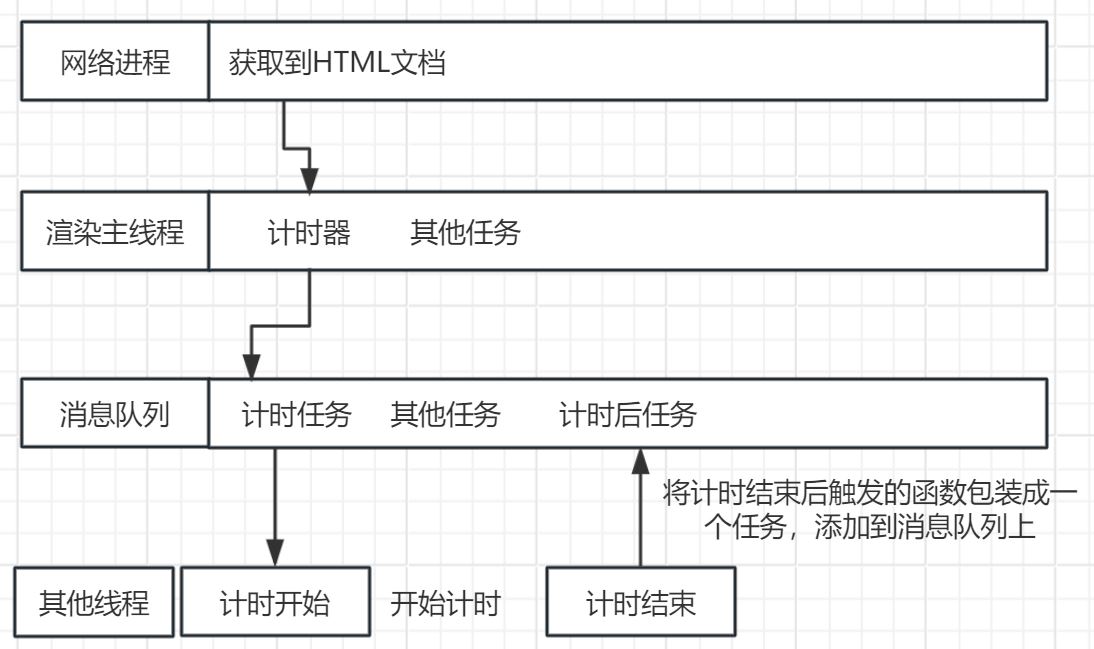 网络进程 获取到HTML文档
渲染主线程 计时器 其他任务
消息队列 计时任务 其他任务 计时后任务
将计时结束后触发的函数包装成一
个任务，添加到消息队列上
其他线程 计时开始 开始计时 计时结束